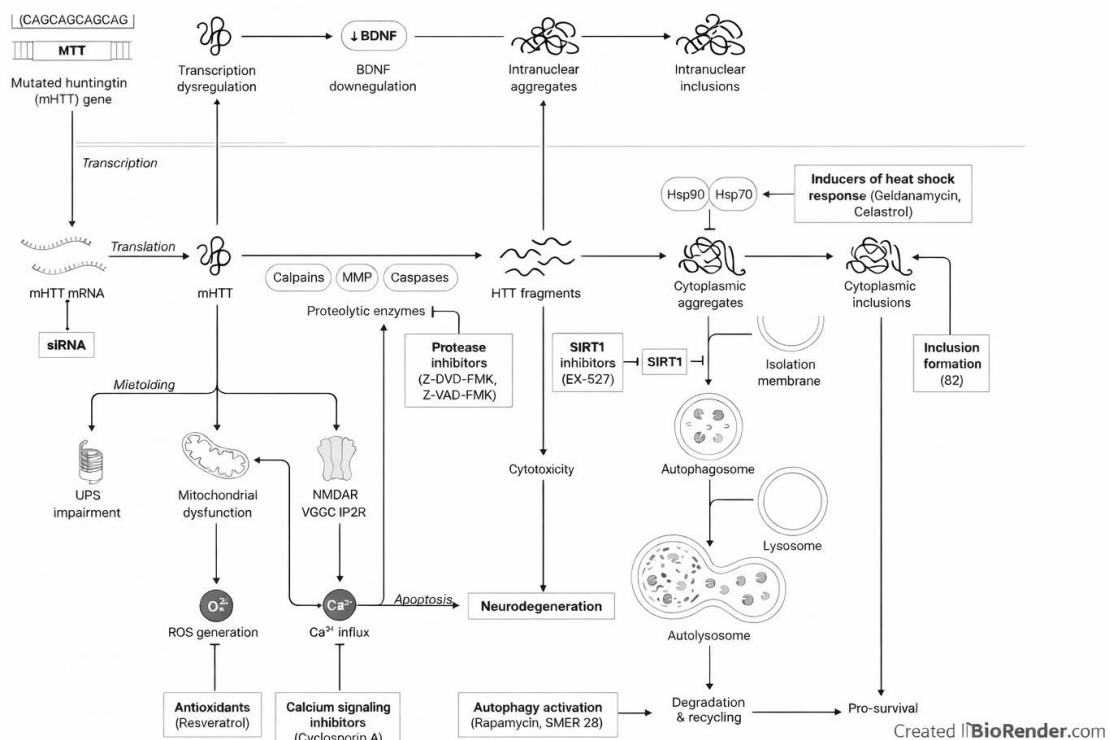 (CAGCAGCAGCAG
MTT
Mutated huntingtin
(mHTT) gene
Transcription
dysregulation
↓ BDNF
BDNF
downegulation
Intranuclear
aggregates
Intranuclear
inclusions
Transcription
Hsp90
Hsp70
Inducers of heat shock
response (Geldanamycin,
Celastrol)
Translation
mHTT mRNA
mHTT
Calpains
MMP
Caspases
Proteolytic enzymes
HTT fragments
Cytoplasmic
aggregates
Cytoplasmic
inclusions
siRNA
Protease
inhibitors
(Z-DVD-FMK,
Z-VAD-FMK)
SIRT1
inhibitors
(EX-527)
SIRT1
Isolation
membrane
Inclusion
formation
(82)
Mietolding
UPS
impairment
Mitochondrial
dysfunction
NMDAR
VGGC IP2R
Cytotoxicity
Autophagosome
Lysosome
ROS generation
Ca²⁺ influx
Apoptosis
Neurodegeneration
Autolysosome
Antioxidants
(Resveratrol)
Calcium signaling
inhibitors
(Cyclosporin A)
Autophagy activation
(Rapamycin, SMER 28)
Degradation
& recycling
Pro-survival
Created BioRender.com